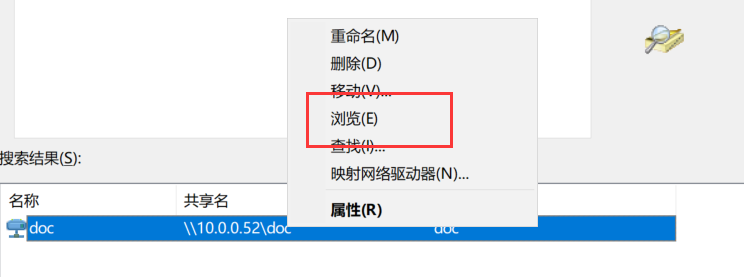 重命名(M)
删除(D)
移动(V)...
浏览(E)
查找(I)...
映射网络驱动器(N)...
属性(R)
搜索结果(S):
名称 共享名
doc \\10.0.0.52\doc doc